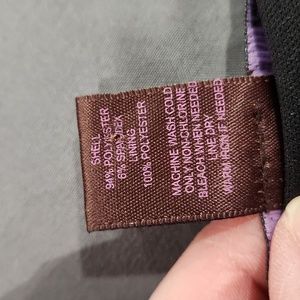 SHELL
94% POLYESTER
6% SPANDEX
LINING
100% POLYESTER
MACHINE WASH COLD
ONLY NON-CHLORINE
BLEACH WHEN NEEDED
LINE DRY
WARM IRON IF NEEDED